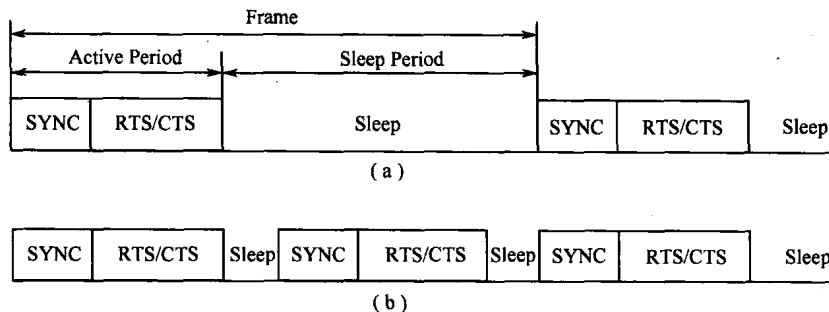 Frame
Active Period Sleep Period
SYNC RTS/CTS Sleep SYNC RTS/CTS Sleep
( a )
SYNC RTS/CTS Sleep SYNC RTS/CTS Sleep SYNC RTS/CTS Sleep
( b )